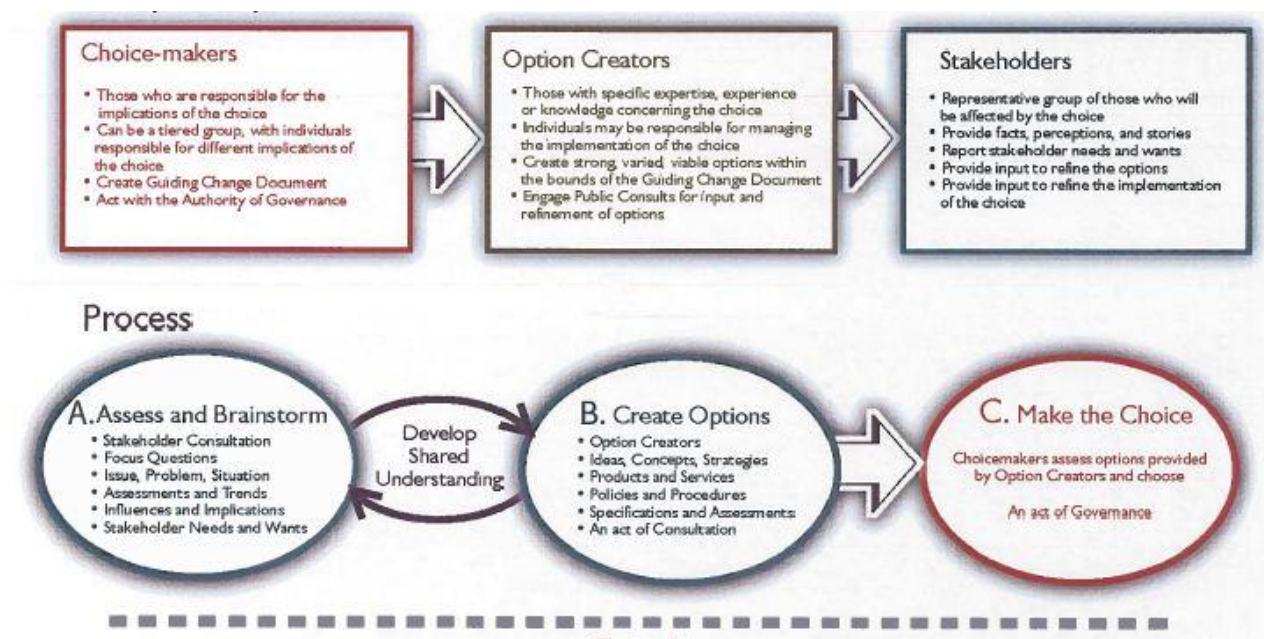 Choice-makers
• Those who are responsible for the
implications of the choice
• Can be a tiered group, with individuals
responsible for different implications of
the choice
• Create Guiding Change Document
• Act with the Authority of Governance
Option Creators
• Those with specific expertise, experience
or knowledge concerning the choice
• Individuals may be responsible for managing
the implementation of the choice
• Create strong, varied, viable options within
the bounds of the Guiding Change Document
• Engage Public Consults for input and
refinement of options
Stakeholders
• Representative group of those who will
be affected by the choice
• Provide facts, perceptions, and stories
• Report stakeholder needs and wants
• Provide input to refine the options
• Provide input to refine the implementation
of the choice
Process
A. Assess and Brainstorm
• Stakeholder Consultation
• Focus Questions
• Issue, Problem, Situation
• Assessments and Trends
• Influences and Implications
• Stakeholder Needs and Wants
Develop
Shared
Understanding
B. Create Options
• Option Creators
• Ideas, Concepts, Strategies
• Products and Services
• Policies and Procedures
• Specifications and Assessments
• An act of Consultation
C. Make the Choice
Choicemakers assess options provided
by Option Creators and choose
An act of Governance